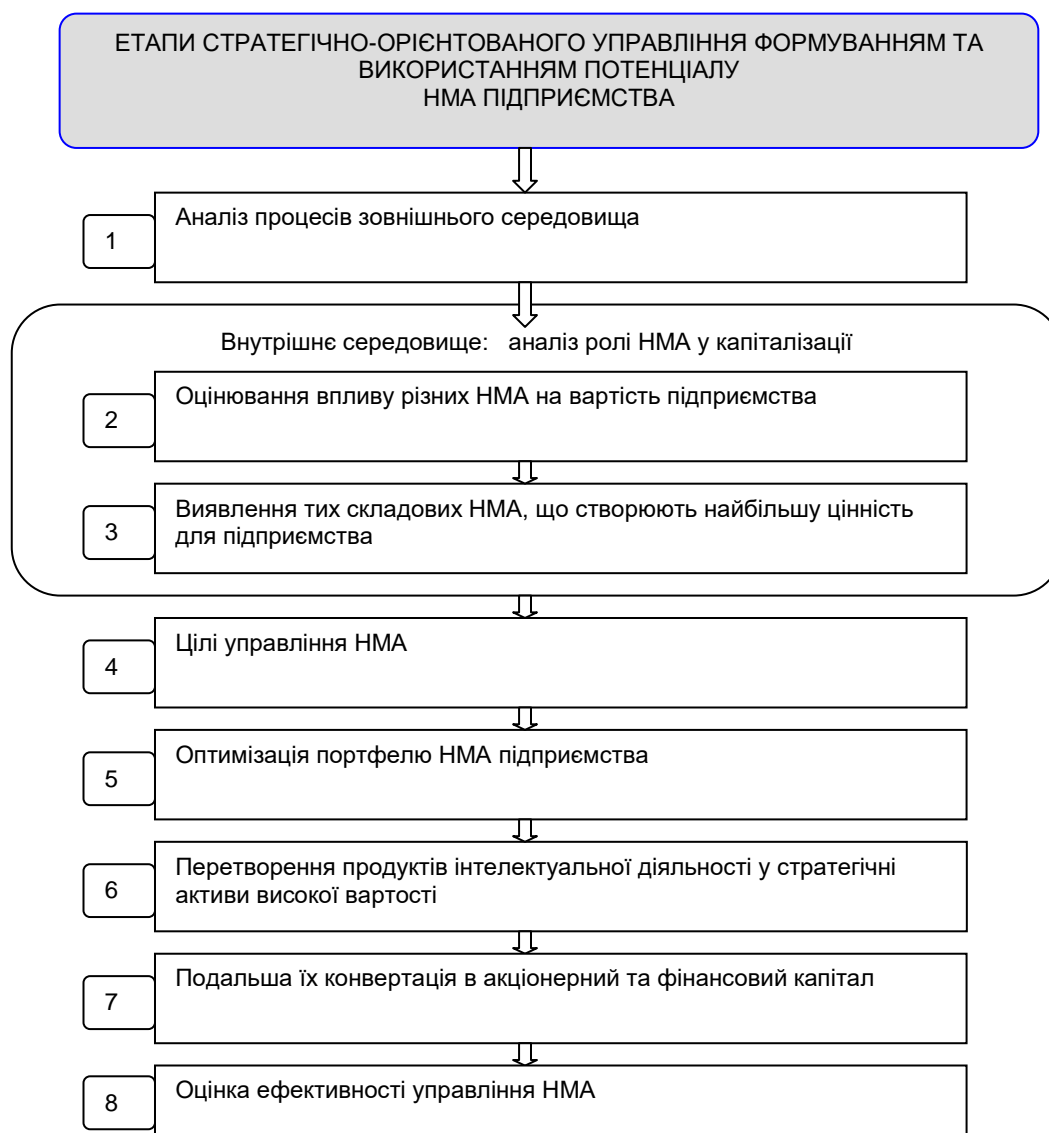 ЕТАПИ СТРАТЕГІЧНО-ОРІЄНТОВАНОГО УПРАВЛІННЯ ФОРМУВАННЯМ ТА
ВИКОРИСТАННЯМ ПОТЕНЦІАЛУ
НМА ПІДПРИЄМСТВА
1
Аналіз процесів зовнішнього середовища
Внутрішнє середовище: аналіз ролі НМА у капіталізації
2
Оцінювання впливу різних НМА на вартість підприємства
3
Виявлення тих складових НМА, що створюють найбільшу цінність
для підприємства
4
Цілі управління НМА
5
Оптимізація портфелю НМА підприємства
6
Перетворення продуктів інтелектуальної діяльності у стратегічні
активи високої вартості
7
Подальша їх конвертація в акціонерний та фінансовий капітал
8
Оцінка ефективності управління НМА